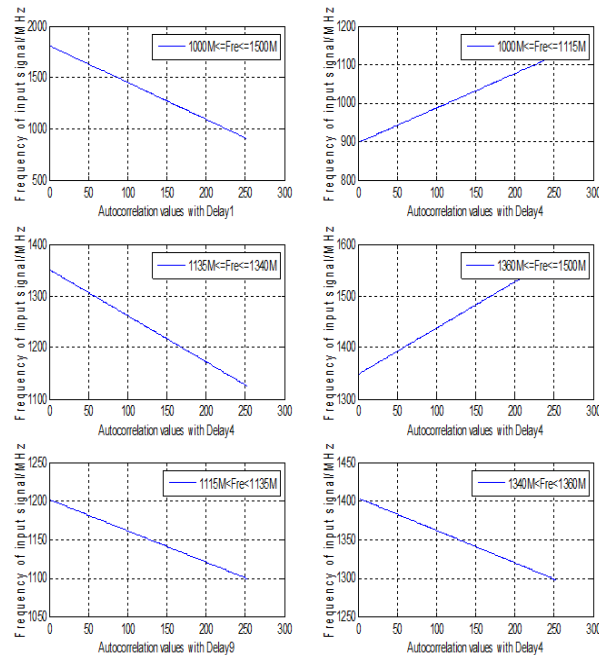 2000
1500
1000
500
0 50 100 150 200 250 300
Frequency of input signal/MHz
Autocorrelation values with Delay1
1000M<=Fre<=1500M
1200
1100
1000
900
800
0 50 100 150 200 250 300
Frequency of input signal/MHz
Autocorrelation values with Delay4
1000M<=Fre<=1115M
1400
1300
1200
1100
0 50 100 150 200 250 300
Frequency of input signal/MHz
Autocorrelation values with Delay4
1135M<=Fre<=1340M
1600
1500
1400
1300
0 50 100 150 200 250 300
Frequency of input signal/MHz
Autocorrelation values with Delay4
1360M<=Fre<=1500M
1250
1200
1150
1100
1050
0 50 100 150 200 250 300
Frequency of input signal/MHz
Autocorrelation values with Delay9
1115M<Fre<1135M
1450
1400
1350
1300
1250
0 50 100 150 200 250 300
Frequency of input signal/MHz
Autocorrelation values with Delay4
1340M<Fre<1360M